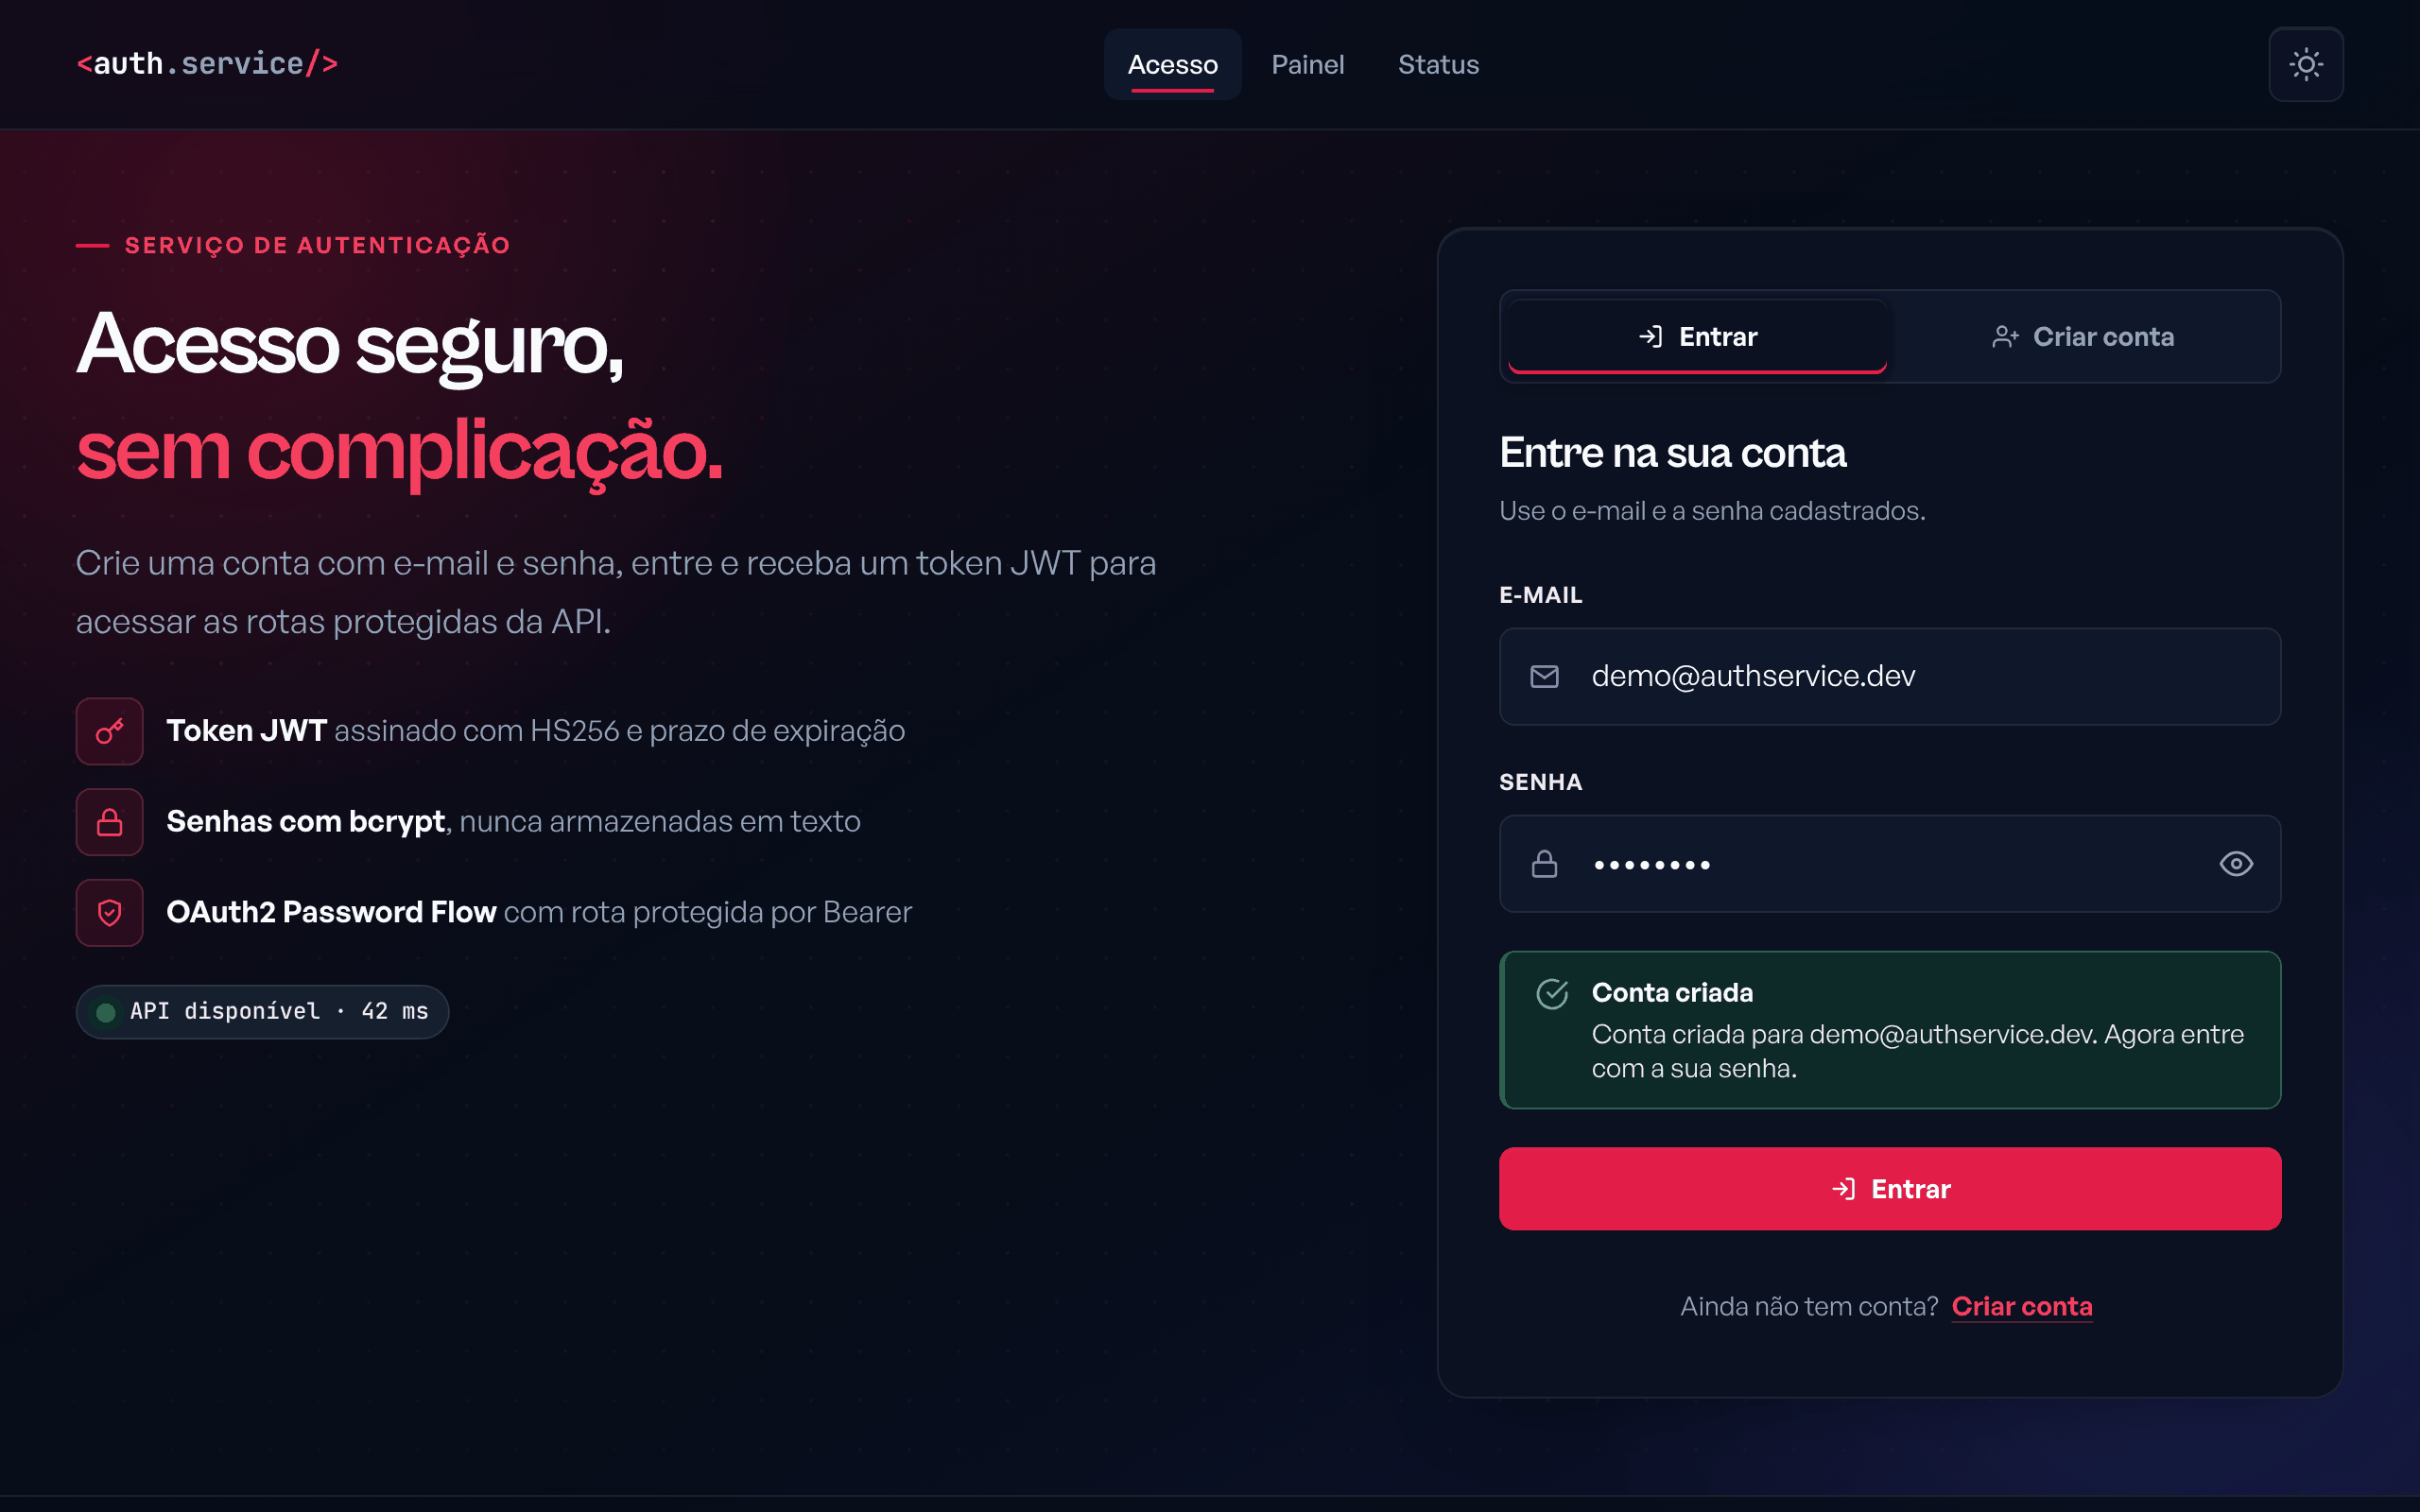 <auth.service/>
Acesso
Painel
Status
SERVIÇO DE AUTENTICAÇÃO
Acesso seguro,
sem complicação.
Crie uma conta com e-mail e senha, entre e receba um token JWT para
acessar as rotas protegidas da API.
Token JWT assinado com HS256 e prazo de expiração
Senhas com bcrypt, nunca armazenadas em texto
OAuth2 Password Flow com rota protegida por Bearer
API disponível · 42 ms
Entrar
Criar conta
Entre na sua conta
Use o e-mail e a senha cadastrados.
E-MAIL
demo@authservice.dev
SENHA
••••••••
Conta criada
Conta criada para demo@authservice.dev. Agora entre
com a sua senha.
Entrar
Ainda não tem conta? Criar conta